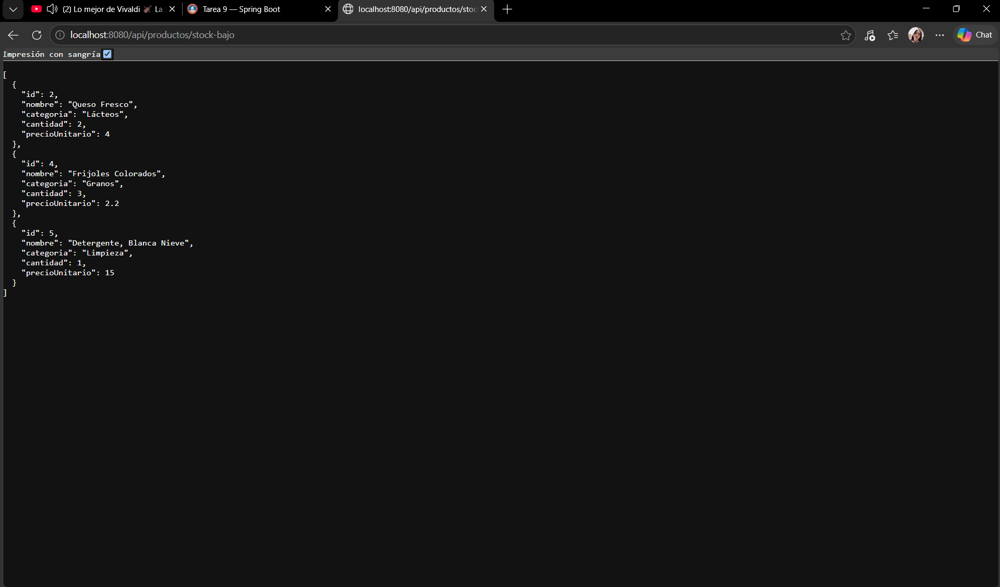 (2) Lo mejor de Vivaldi 🎻 La
Tarea 9 — Spring Boot
localhost:8080/api/productos/stoc
localhost:8080/api/productos/stock-bajo
Chat
Impresión con sangría
[
  {
    "id": 2,
    "nombre": "Queso Fresco",
    "categoria": "Lácteos",
    "cantidad": 2,
    "precioUnitario": 4
  },
  {
    "id": 4,
    "nombre": "Frijoles Colorados",
    "categoria": "Granos",
    "cantidad": 3,
    "precioUnitario": 2.2
  },
  {
    "id": 5,
    "nombre": "Detergente, Blanca Nieve",
    "categoria": "Limpieza",
    "cantidad": 1,
    "precioUnitario": 15
  }
]